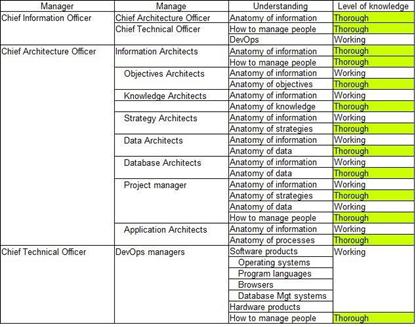 Manager Manage Understanding Level of knowledge
Chief Information Officer Chief Architecture Officer Anatomy of information Thorough
Chief Technical Officer How to manage people Thorough
DevOps Working
Chief Architecture Officer Information Architects Anatomy of information Thorough
How to manage people Thorough
Objectives Architects Anatomy of information Working
Anatomy of objectives Thorough
Knowledge Architects Anatomy of information Working
Anatomy of knowledge Thorough
Strategy Architects Anatomy of information Working
Anatomy of strategies Thorough
Data Architects Anatomy of information Working
Anatomy of data Thorough
Database Architects Anatomy of information Working
Anatomy of data Thorough
Project manager Anatomy of information Working
Anatomy of strategies Thorough
Anatomy of data Working
How to manage people Thorough
Application Architects Anatomy of information Working
Anatomy of processes Thorough
Chief Technical Officer DevOps managers Software products Working
Operating systems
Program languages
Browsers
Database Mgt systems
Hardware products
How to manage people Thorough